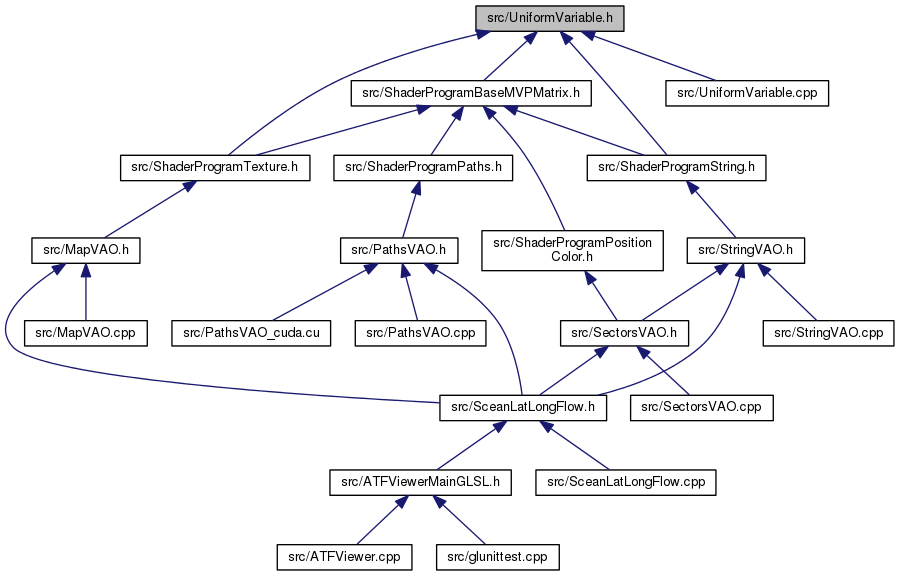 src/UniformVariable.h
src/ShaderProgramBaseMVPMatrix.h
src/UniformVariable.cpp
src/ShaderProgramTexture.h
src/ShaderProgramPaths.h
src/ShaderProgramString.h
src/MapVAO.h
src/PathsVAO.h
src/ShaderProgramPosition
Color.h
src/StringVAO.h
src/MapVAO.cpp
src/PathsVAO_cuda.cu
src/PathsVAO.cpp
src/SectorsVAO.h
src/StringVAO.cpp
src/SceanLatLongFlow.h
src/SectorsVAO.cpp
src/ATFViewerMainGLSL.h
src/SceanLatLongFlow.cpp
src/ATFViewer.cpp
src/glunittest.cpp